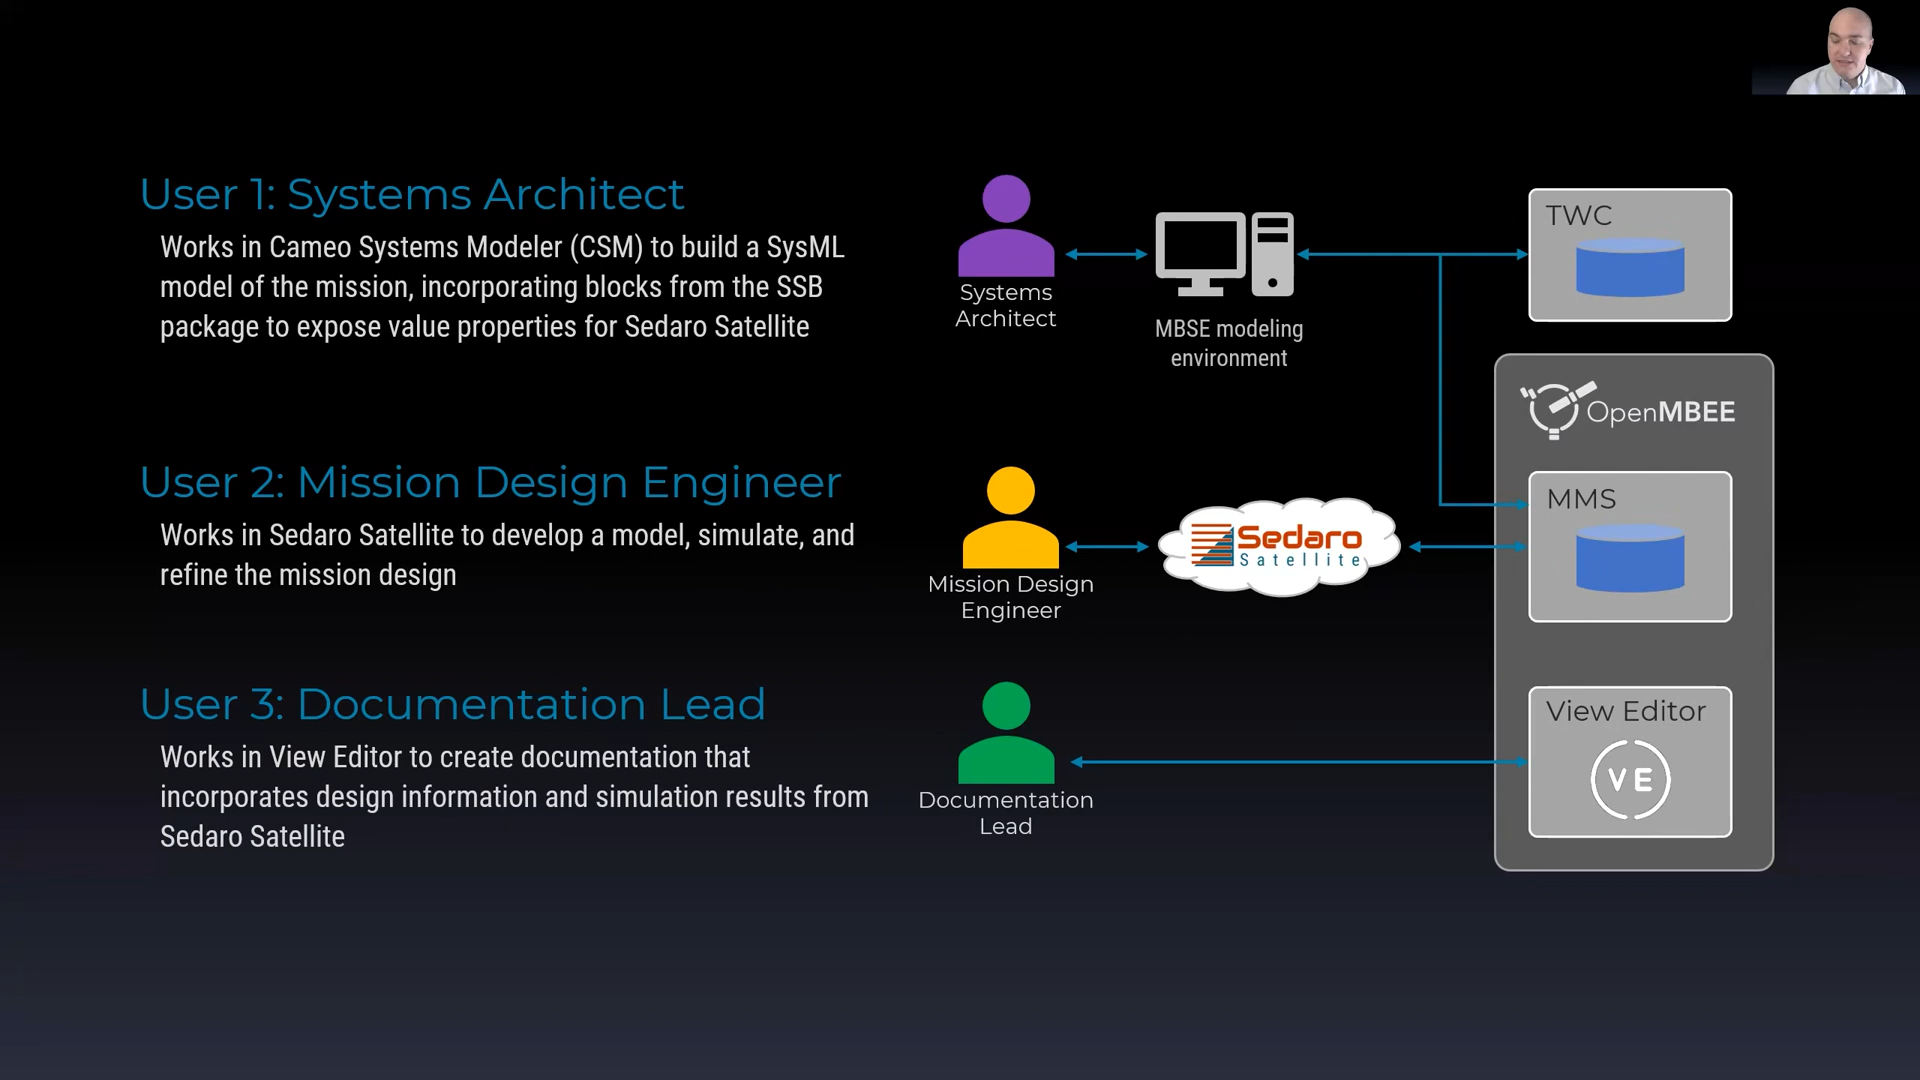 User 1: Systems Architect
Works in Cameo Systems Modeler (CSM) to build a SysML
model of the mission, incorporating blocks from the SSB
package to expose value properties for Sedaro Satellite
User 2: Mission Design Engineer
Works in Sedaro Satellite to develop a model, simulate, and
refine the mission design
User 3: Documentation Lead
Works in View Editor to create documentation that
incorporates design information and simulation results from
Sedaro Satellite
Systems
Architect
MBSE modeling
environment
TWC
OpenMBEE
Mission Design
Engineer
Sedaro
Satellite
MMS
Documentation
Lead
View Editor
VE